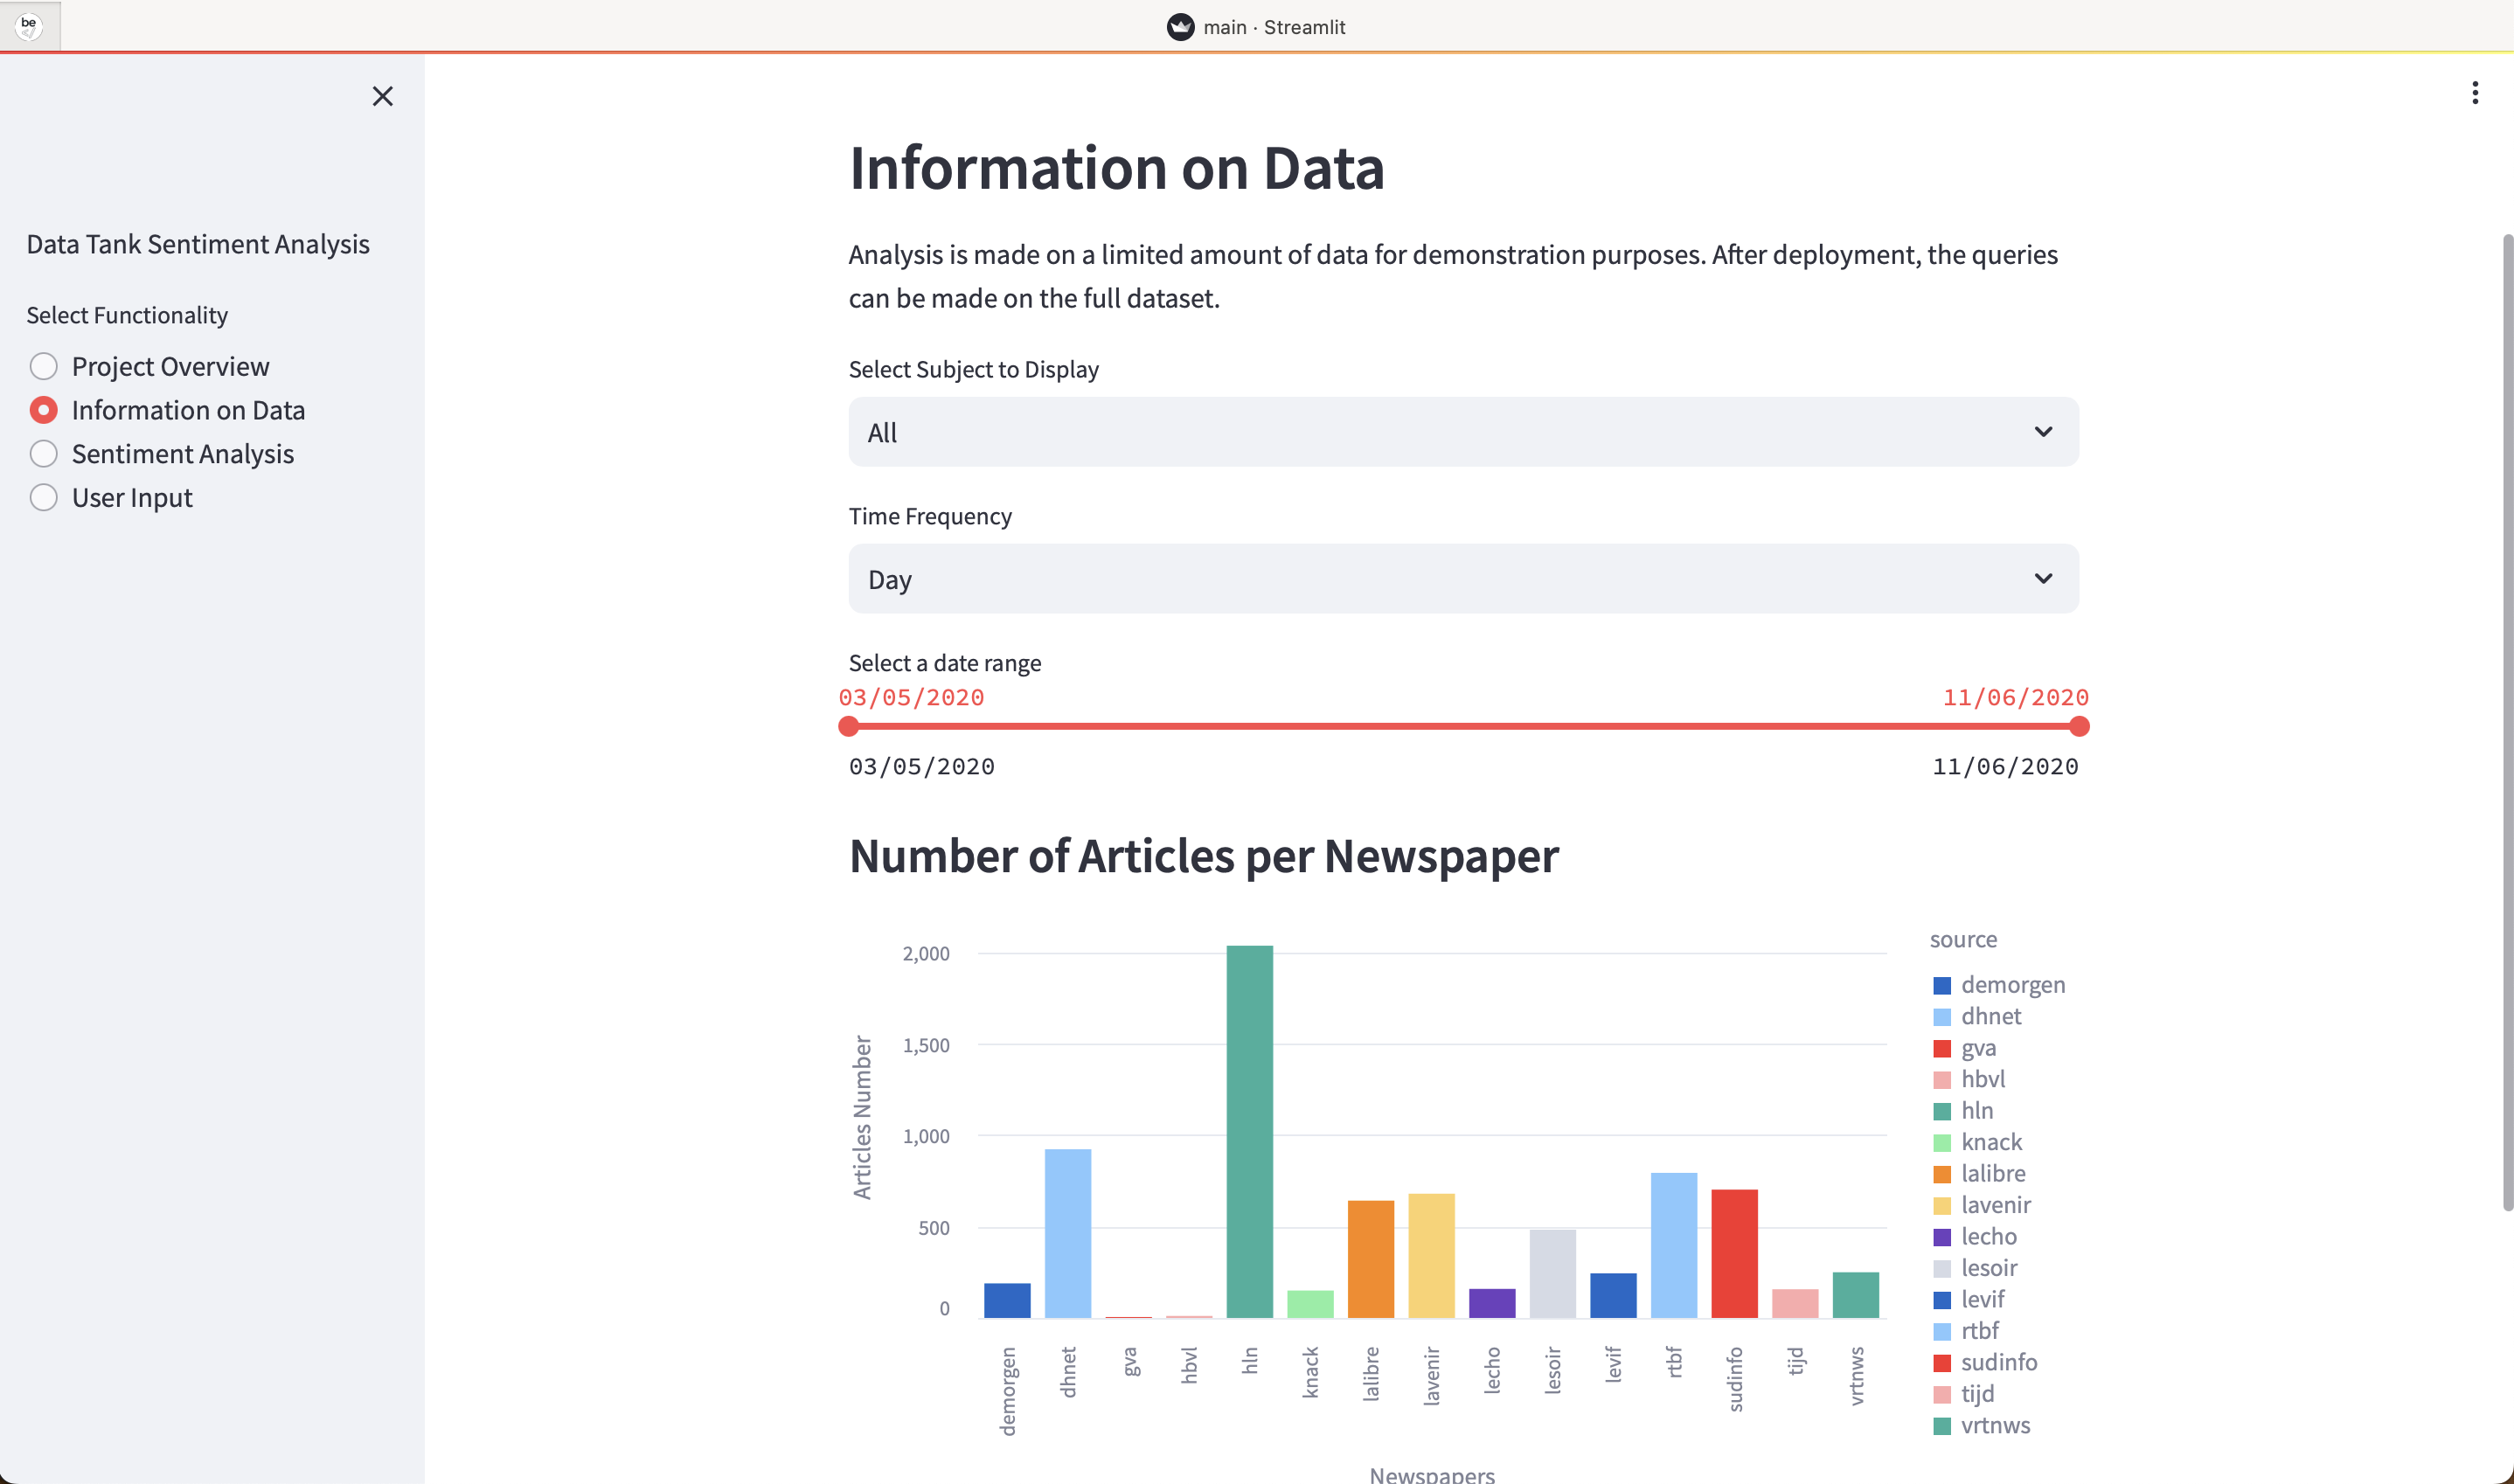 be
</>
main · Streamlit
Data Tank Sentiment Analysis
Select Functionality
Project Overview
Information on Data
Sentiment Analysis
User Input
Information on Data
Analysis is made on a limited amount of data for demonstration purposes. After deployment, the queries
can be made on the full dataset.
Select Subject to Display
All
Time Frequency
Day
Select a date range
03/05/2020 11/06/2020
03/05/2020 11/06/2020
Number of Articles per Newspaper
Articles Number
2,000
1,500
1,000
500
0
demorgen
dhnet
gva
hbvl
hln
knack
lalibre
lavenir
lecho
lesoir
levif
rtbf
sudinfo
tijd
vrtnws
Newspapers
source
demorgen
dhnet
gva
hbvl
hln
knack
lalibre
lavenir
lecho
lesoir
levif
rtbf
sudinfo
tijd
vrtnws